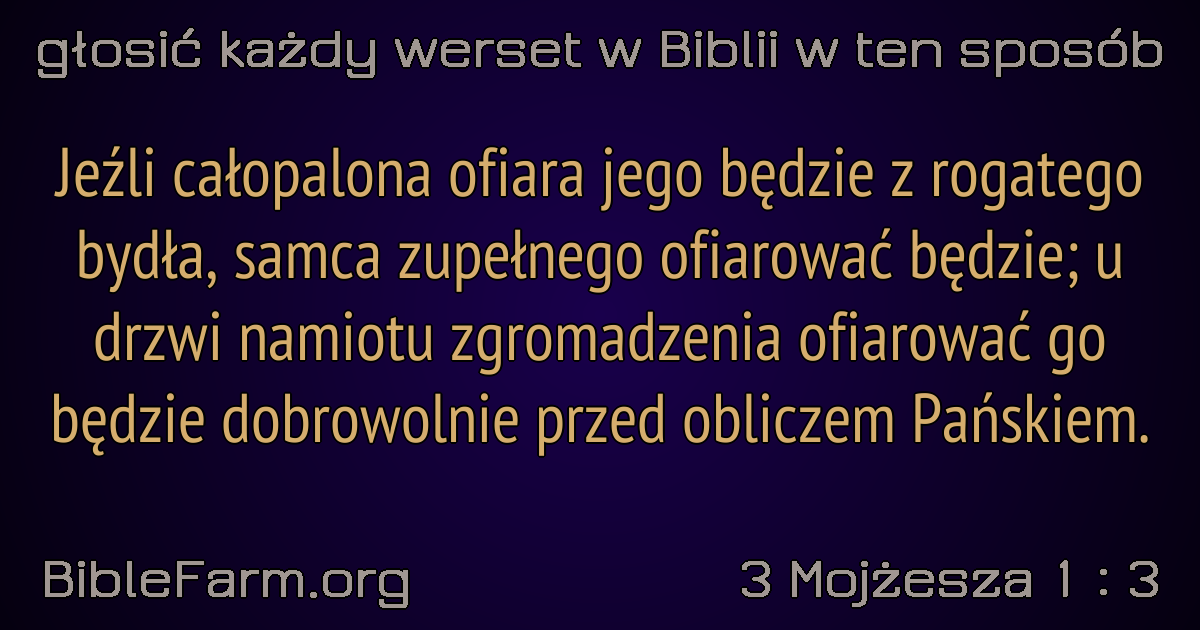 głosić każdy werset w Biblii w ten sposób
Jeźli całopalona ofiara jego będzie z rogatego
bydła, samca zupełnego ofiarować będzie; u
drzwi namiotu zgromadzenia ofiarować go
będzie dobrowolnie przed obliczem Pańskiem.
BibleFarm.org
3 Mojżesza 1 : 3